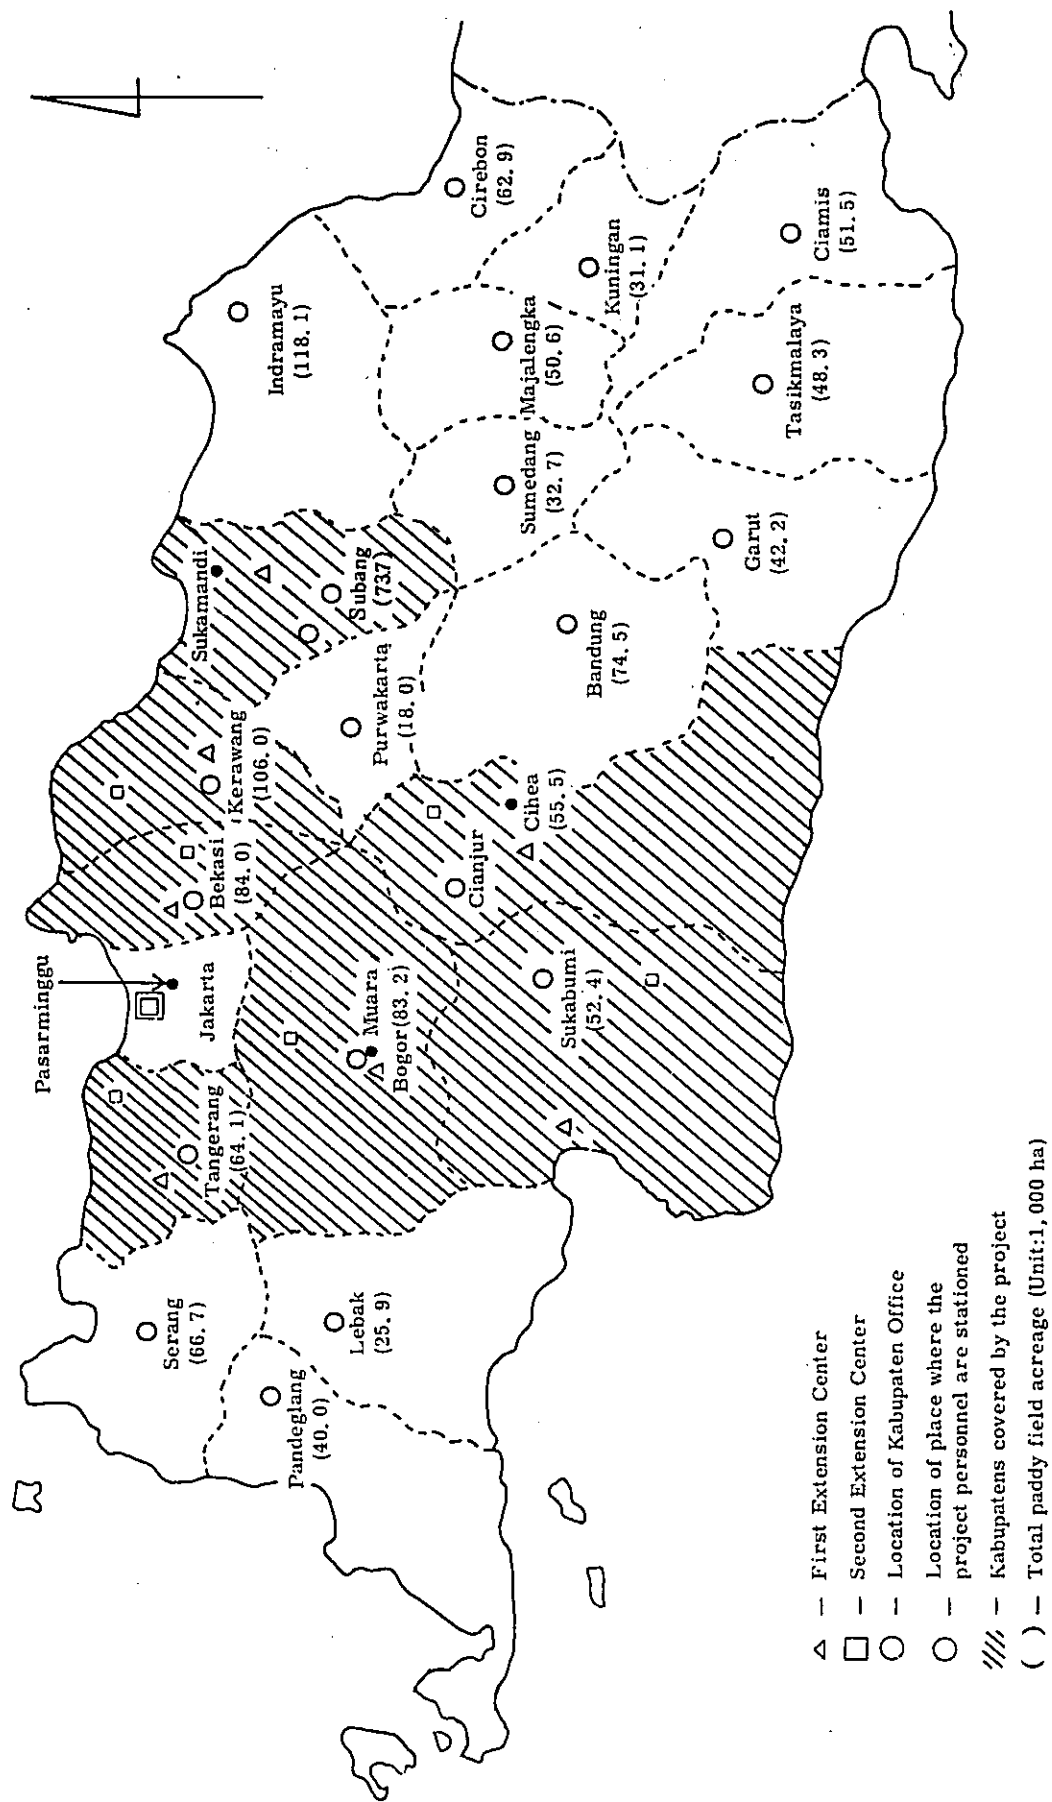 Pasarminggu
Jakarta
Serang
(66. 7)
Pandeglang
(40. 0)
Lebak
(25. 9)
Tangerang
(64. 1)
Muara
Bogor(83. 2)
Bekasi
(84. 0)
Kerawang
(106. 0)
Sukamandi
Subang
(73.7)
Purwakarta
(18. 0)
Sukabumi
(52. 4)
Cianjur
Cihea
(55. 5)
Bandung
(74. 5)
Indramayu
(118. 1)
Sumedang
(32. 7)
Majalengka
(50. 6)
Cirebon
(62. 9)
Kuningan
(31. 1)
Garut
(42. 2)
Tasikmalaya
(48. 3)
Ciamis
(51. 5)
△ — First Extension Center
□ — Second Extension Center
○ — Location of Kabupaten Office
○ — Location of place where the
project personnel are stationed
— Kabupatens covered by the project
( ) — Total paddy field acreage (Unit:1,000 ha)